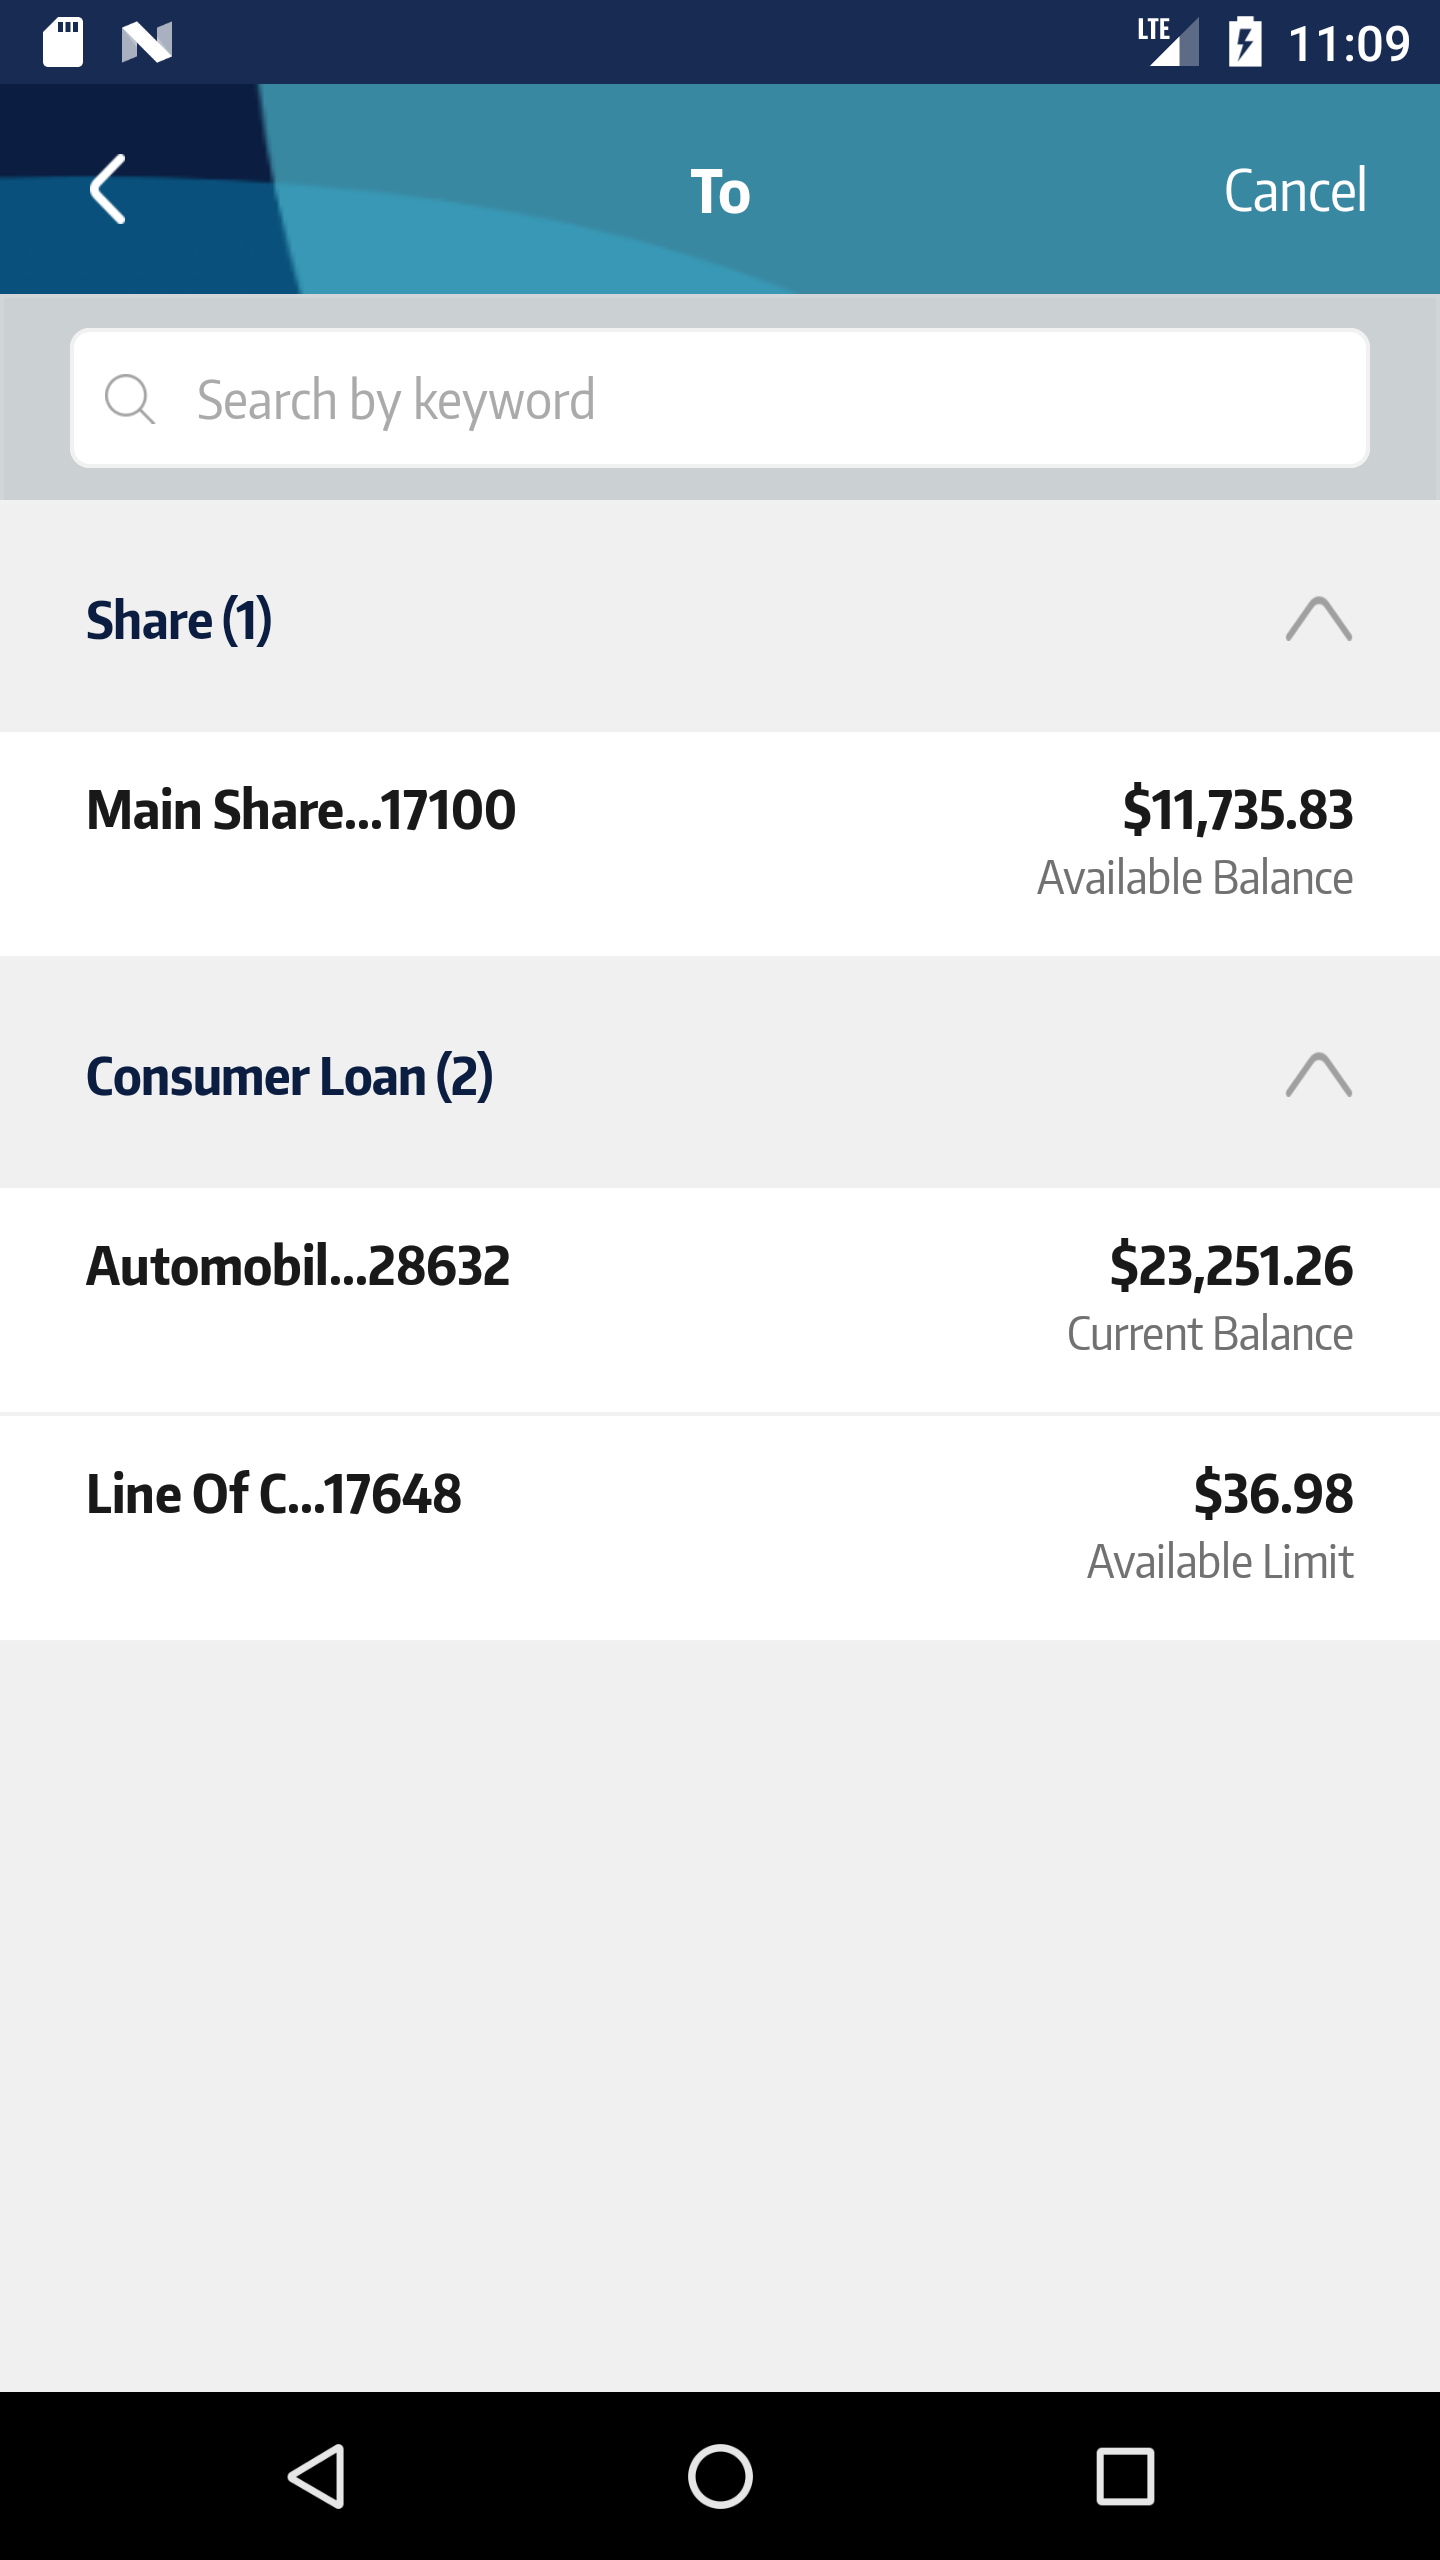 LTE 11:09
To
Cancel
Search by keyword
Share (1)
Main Share...17100
$11,735.83
Available Balance
Consumer Loan (2)
Automobil...28632
$23,251.26
Current Balance
Line Of C...17648
$36.98
Available Limit